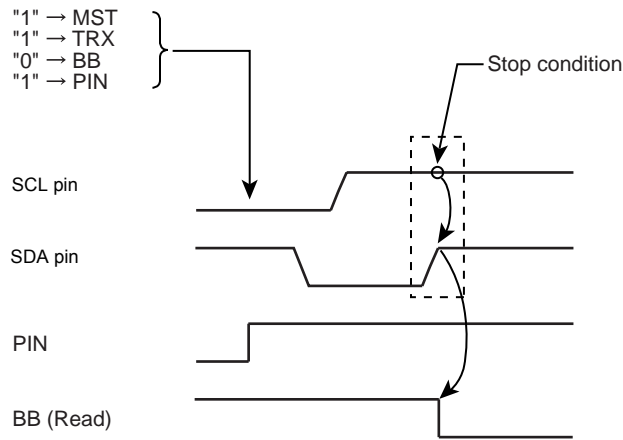 "1" → MST
"1" → TRX
"0" → BB
"1" → PIN
Stop condition
SCL pin
SDA pin
PIN
BB (Read)